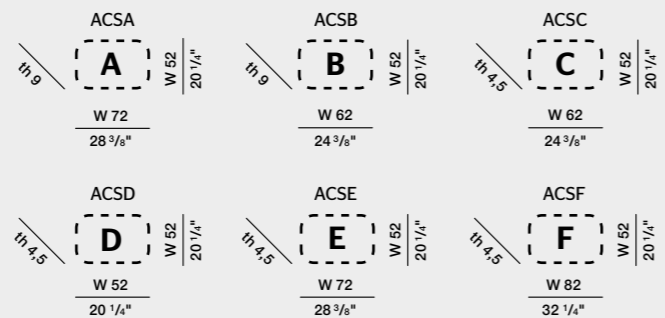 ACSA
th 9
A
W 52
20 1/4"
W 72
28 3/8"
ACSB
th 9
B
W 52
20 1/4"
W 62
24 3/8"
ACSC
th 4,5
C
W 52
20 1/4"
W 62
24 3/8"
ACSD
th 4,5
D
W 52
20 1/4"
W 52
20 1/4"
ACSE
th 4,5
E
W 52
20 1/4"
W 72
28 3/8"
ACSF
th 4,5
F
W 52
20 1/4"
W 82
32 1/4"